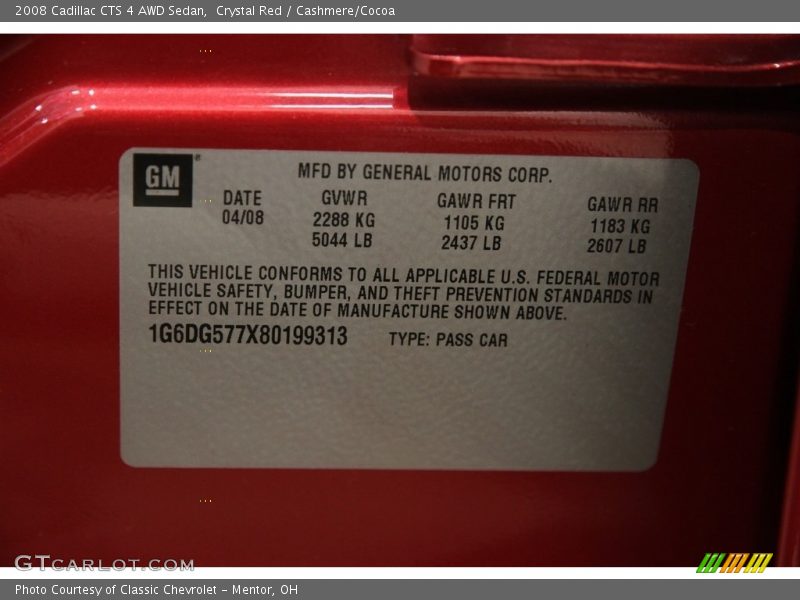 2008 Cadillac CTS 4 AWD Sedan,  Crystal Red / Cashmere/Cocoa
GM
MFD BY GENERAL MOTORS CORP.
DATE GVWR GAWR FRT GAWR RR
04/08 2288 KG 1105 KG 1183 KG
5044 LB 2437 LB 2607 LB
THIS VEHICLE CONFORMS TO ALL APPLICABLE U.S. FEDERAL MOTOR
VEHICLE SAFETY, BUMPER, AND THEFT PREVENTION STANDARDS IN
EFFECT ON THE DATE OF MANUFACTURE SHOWN ABOVE.
1G6DG577X80199313 TYPE: PASS CAR
GTCARLOT.COM
Photo Courtesy of Classic Chevrolet - Mentor, OH